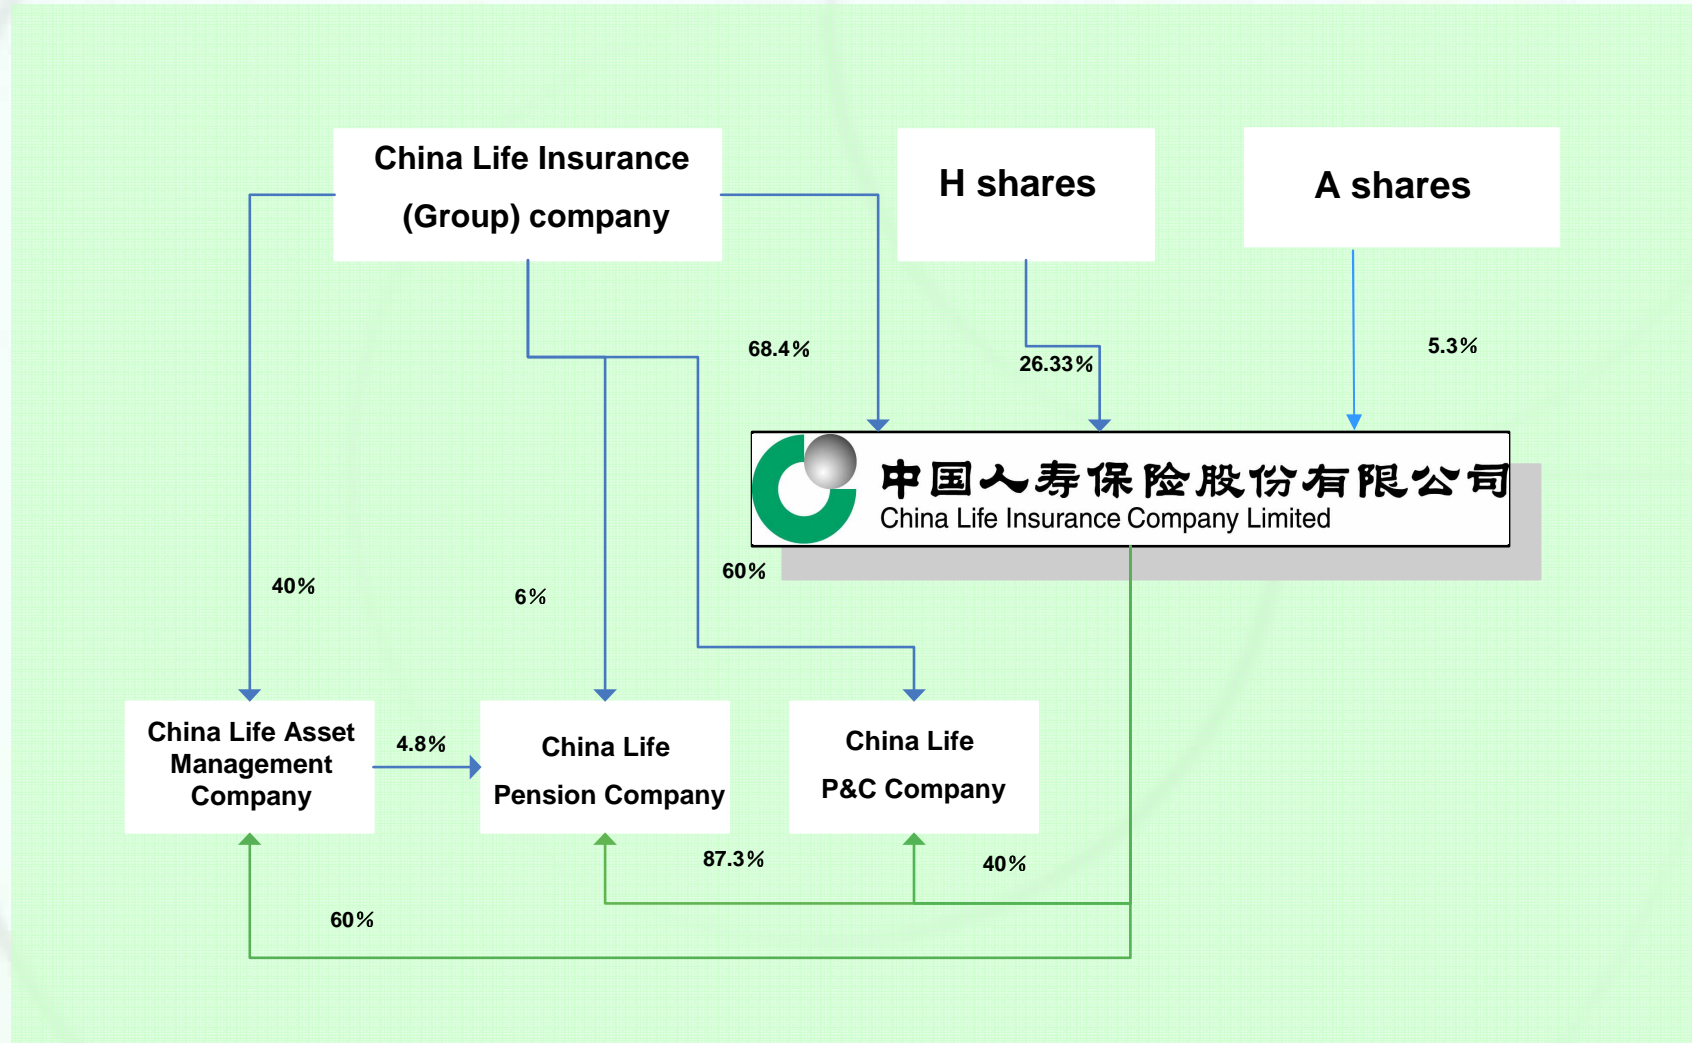 China Life Insurance
(Group) company
H shares
A shares
68.4%
26.33%
5.3%
中国人寿保险股份有限公司
China Life Insurance Company Limited
40%
6%
60%
China Life Asset
Management
Company
4.8%
China Life
Pension Company
China Life
P&C Company
87.3%
40%
60%